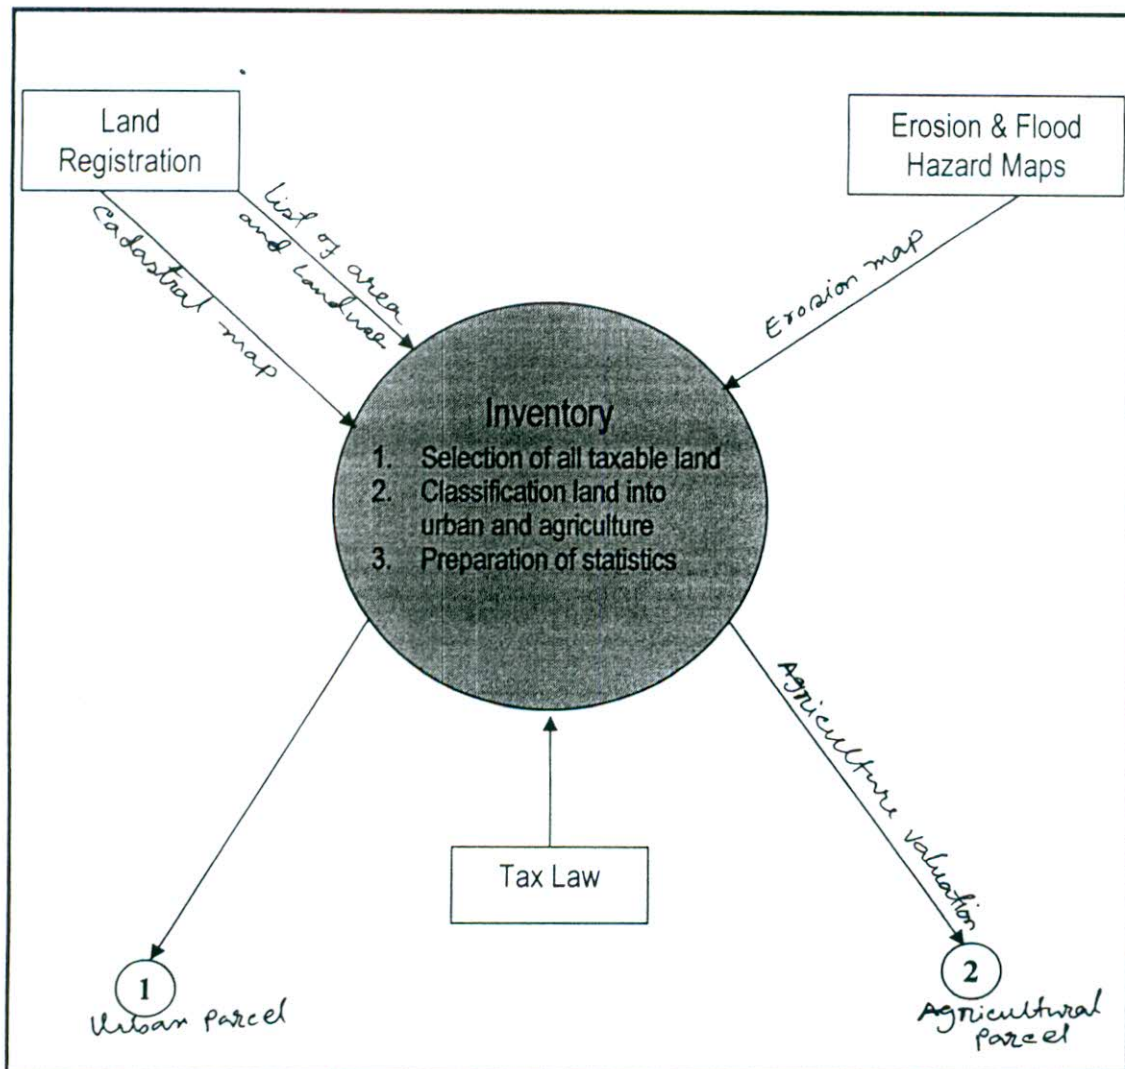 Land
Registration
Erosion & Flood
Hazard Maps
List of area
and Landuse
Cadastral map
Erosion map
Inventory
1. Selection of all taxable land
2. Classification land into
urban and agriculture
3. Preparation of statistics
Agriculture valuation
Tax Law
1
Urban parcel
2
Agricultural
parcel